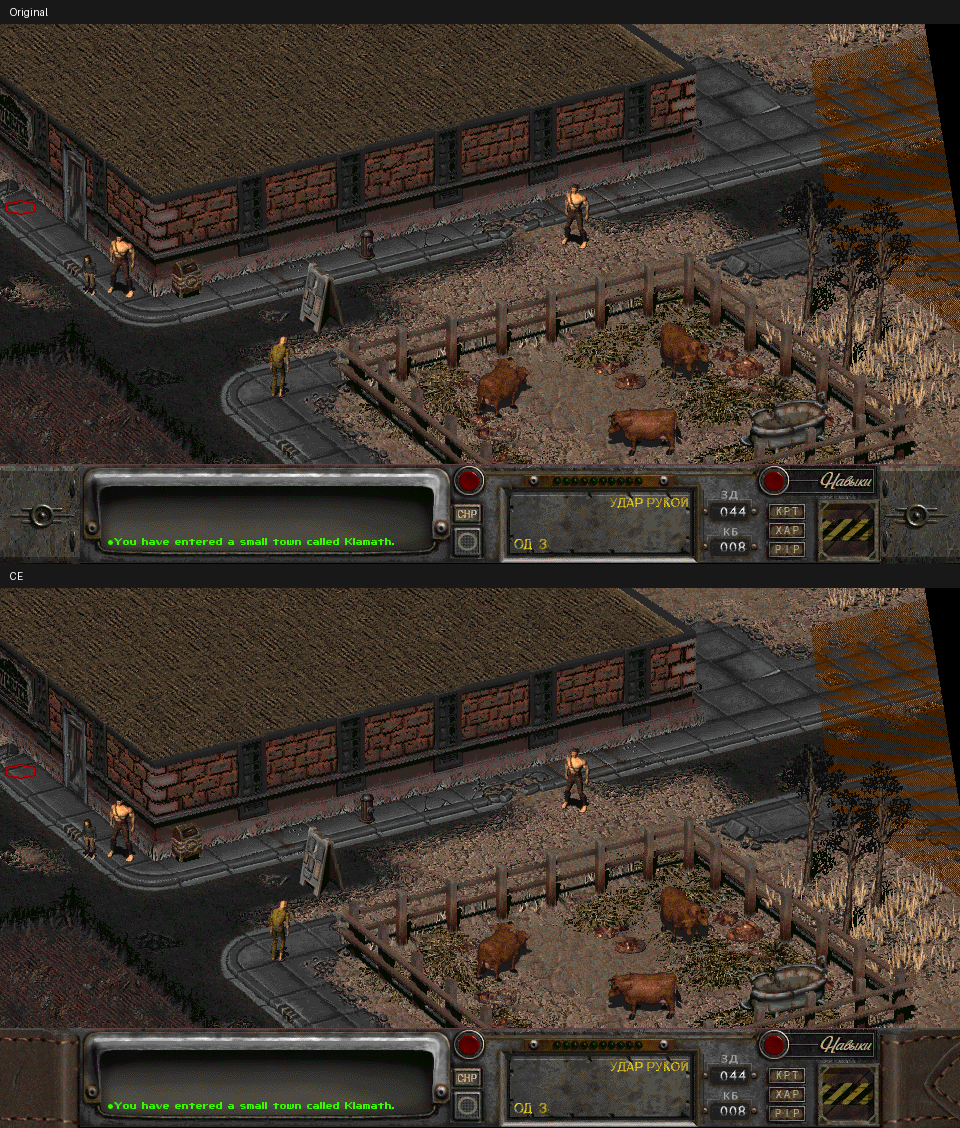 Original
УДАР РУКОЙ
Навыки
ЗД
044
СНР
КРТ
КБ
ХАР
●You have entered a small town called Klamath.
ОД 3
008
PIP
CE
УДАР РУКОЙ
Навыки
ЗД
044
СНР
КРТ
КБ
ХАР
●You have entered a small town called Klamath.
ОД 3
008
PIP